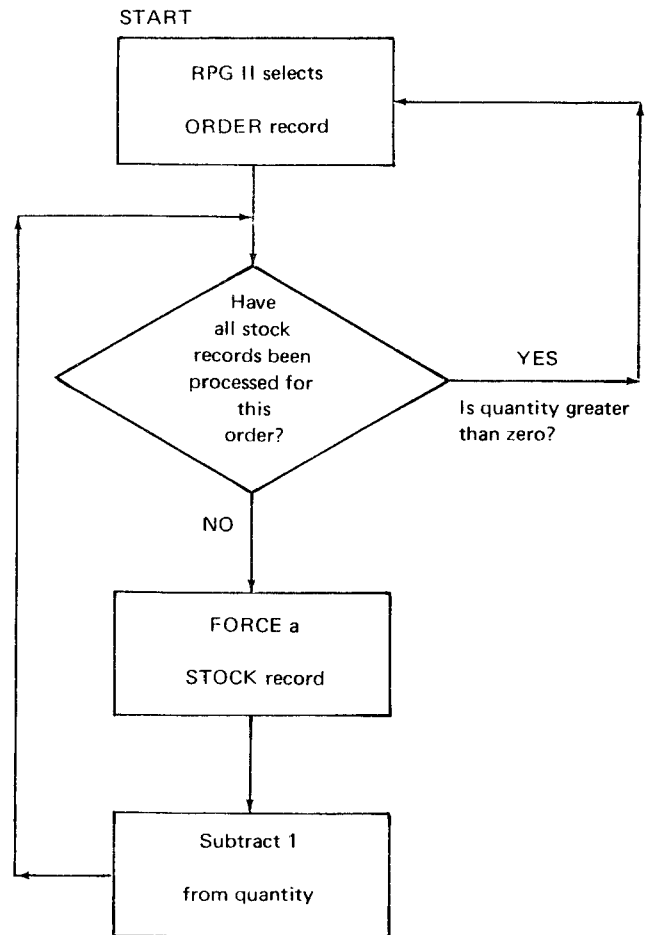 START
RPG II selects
ORDER record
Have
all stock
records been
processed for
this
order?
YES
Is quantity greater
than zero?
NO
FORCE a
STOCK record
Subtract 1
from quantity